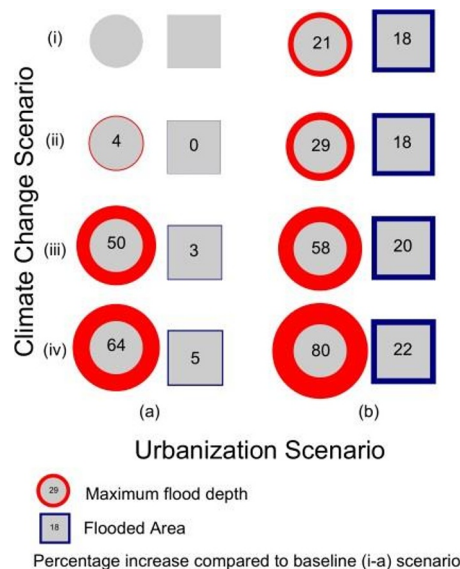 (i)
21
18
(ii)
4
0
29
18
Climate Change Scenario
(iii)
50
3
58
20
(iv)
64
5
80
22
(a)
(b)
Urbanization Scenario
29
Maximum flood depth
18
Flooded Area
Percentage increase compared to baseline (i-a) scenario